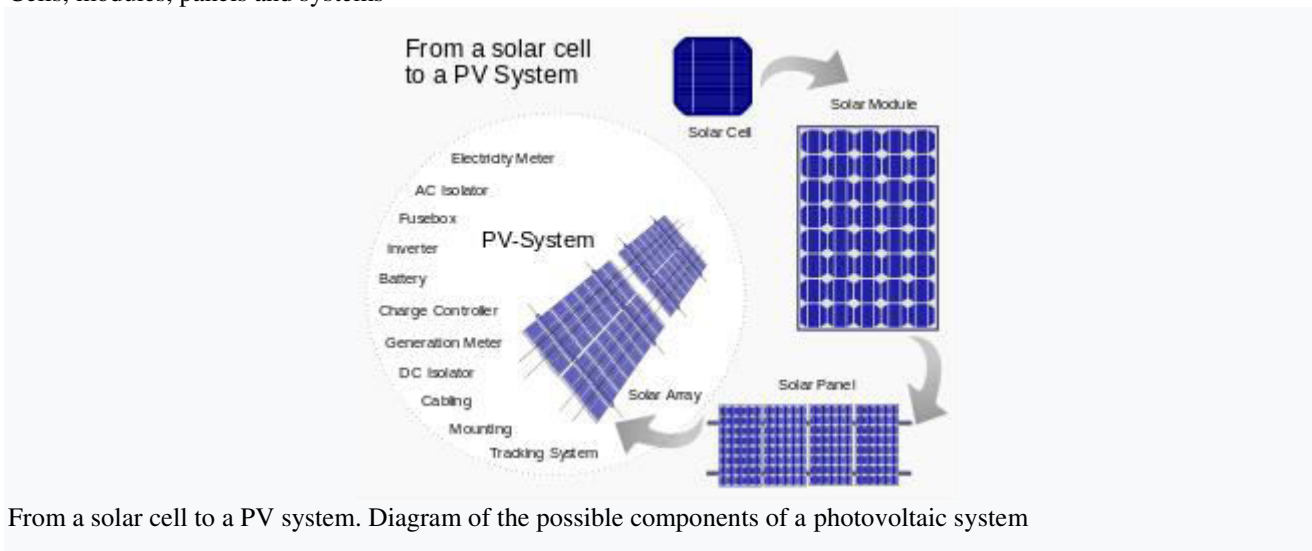 Cells, modules, panels and systems
From a solar cell
to a PV System
Solar Cell
Solar Module
Electricity Meter
AC Isolator
Fusebox
Inverter
PV-System
Battery
Charge Controller
Generation Meter
DC Isolator
Cabling
Mounting
Tracking System
Solar Array
Solar Panel
From a solar cell to a PV system. Diagram of the possible components of a photovoltaic system